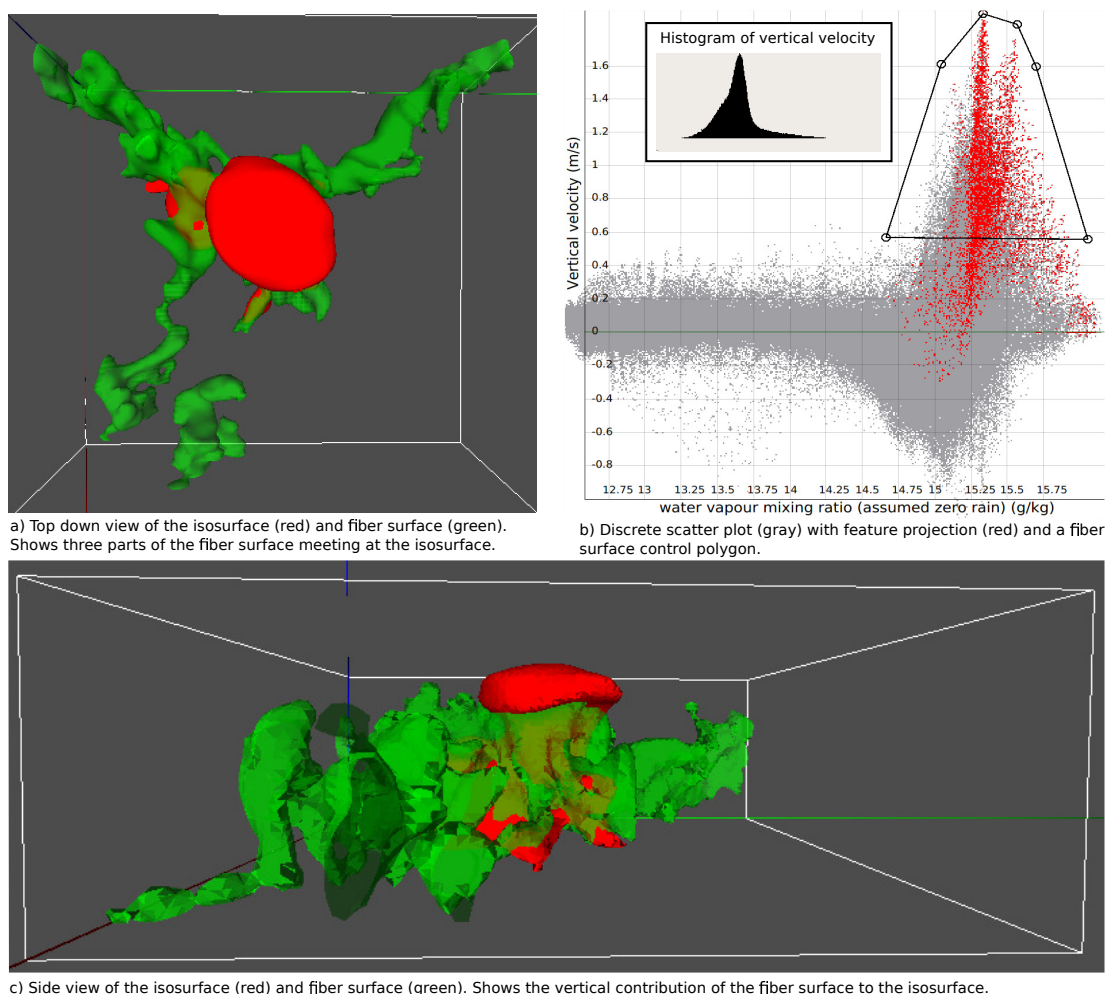 Histogram of vertical velocity
Vertical velocity (m/s)
1.6
1.4
1.2
1
0.8
0.6
0.4
0.2
0
-0.2
-0.4
-0.6
-0.8
12.75 13 13.25 13.5 13.75 14 14.25 14.5 14.75 15 15.25 15.5 15.75
water vapour mixing ratio (assumed zero rain) (g/kg)
a) Top down view of the isosurface (red) and fiber surface (green).
Shows three parts of the fiber surface meeting at the isosurface.
b) Discrete scatter plot (gray) with feature projection (red) and a fiber
surface control polygon.
c) Side view of the isosurface (red) and fiber surface (green). Shows the vertical contribution of the fiber surface to the isosurface.